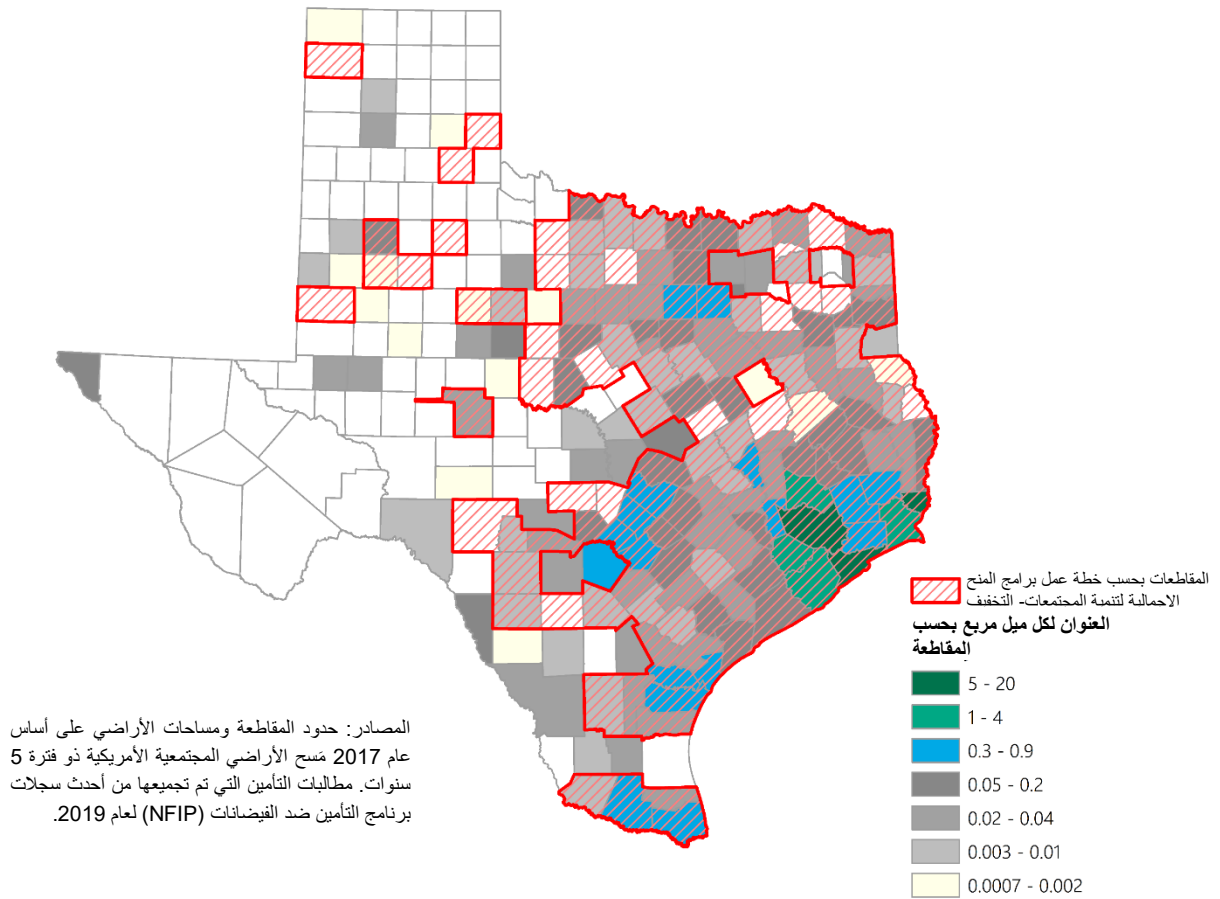 المقاطعات بحسب خطة عمل برامج المنح
الاجمالية لتنمية المجتمعات- التخفيف
العنوان لكل ميل مربع بحسب
المقاطعة
5 - 20
1 - 4
0.3 - 0.9
0.05 - 0.2
0.02 - 0.04
0.003 - 0.01
0.0007 - 0.002
المصادر: حدود المقاطعة ومساحات الأراضي على أساس
عام 2017 مَسح الأراضي المجتمعية الأمريكية ذو فترة 5
سنوات. مطالبات التأمين التي تم تجميعها من أحدث سجلات
برنامج التأمين ضد الفيضانات (NFIP) لعام 2019.